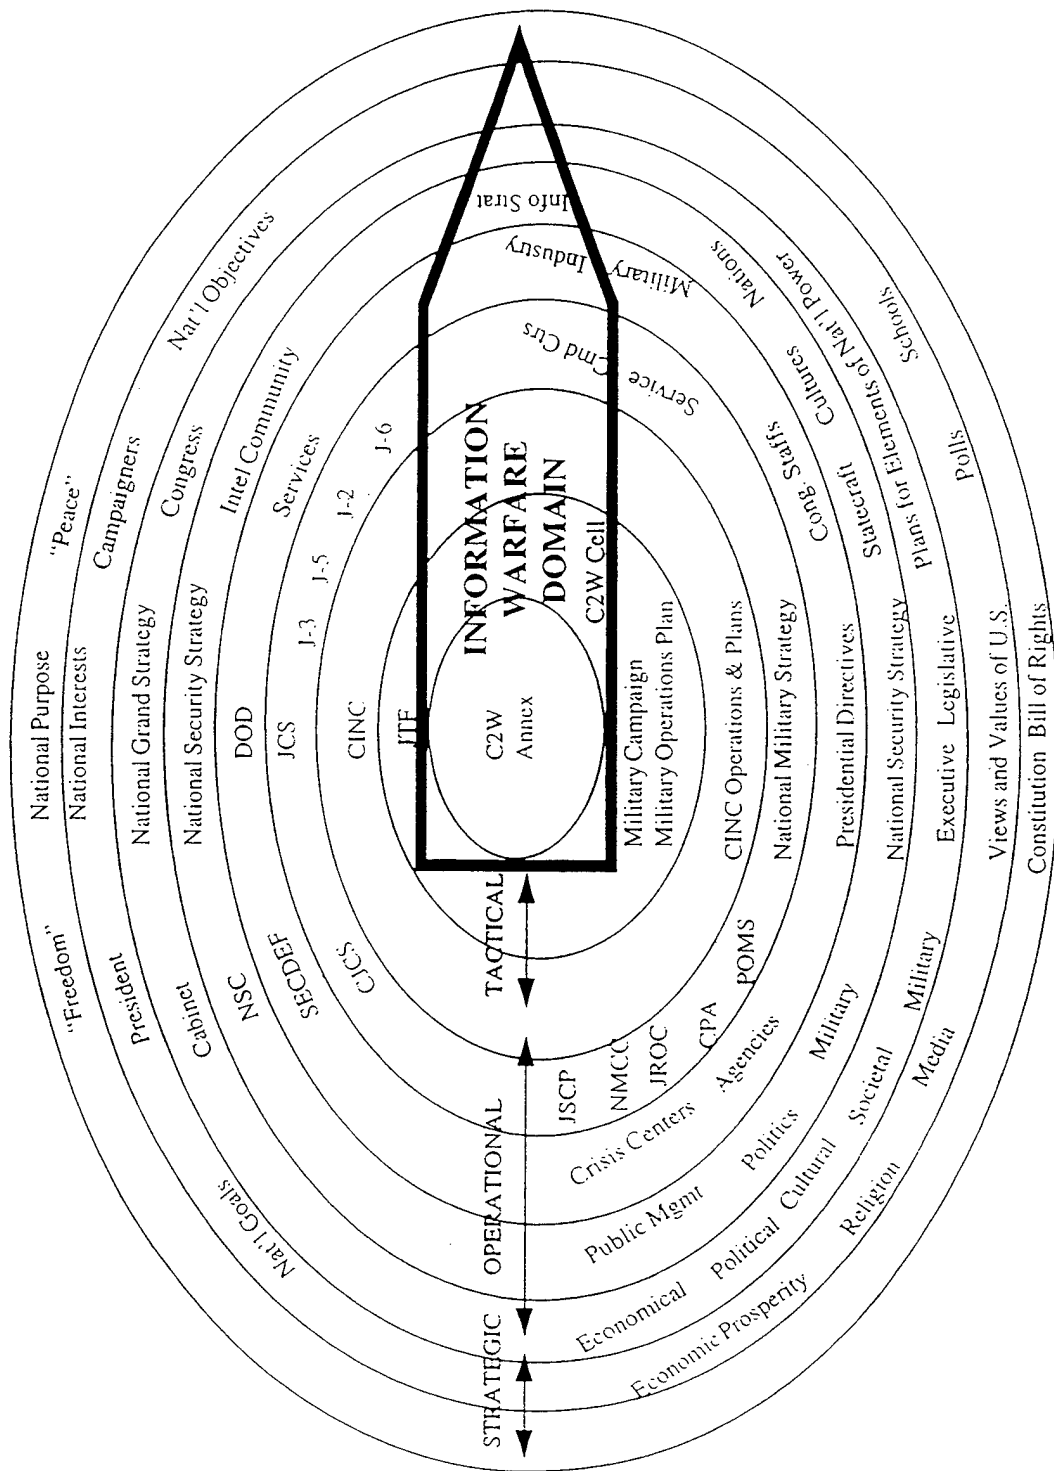 "Freedom"
National Purpose
"Peace"
National Interests
President
Campaigners
Nat'l Goals
Nat'l Objectives
National Grand Strategy
Cabinet
Congress
National Security Strategy
NSC
DOD
Intel Community
SECDEF
JCS
Services
CJCS
J-3
J-5
J-2
J-6
CINC
JTF
STRATEGIC
OPERATIONAL
TACTICAL
C2W
Annex
INFORMATION
WARFARE
DOMAIN
C2W Cell
Service Cmd Ctrs
Military Industry
Info Strat
Military Campaign
Military Operations Plan
JSCP
NMCC
JROC
CPA
POMS
CINC Operations & Plans
Crisis Centers
Agencies
National Military Strategy
Cong. Staffs
Public Mgmt
Politics
Military
Presidential Directives
Statecraft
Cultures
Nations
Economical
Political
Cultural
Societal
Military
National Security Strategy
Plans for Elements of Nat'l Power
Executive Legislative
Economic Prosperity
Religion
Media
Views and Values of U.S.
Polls
Schools
Constitution Bill of Rights